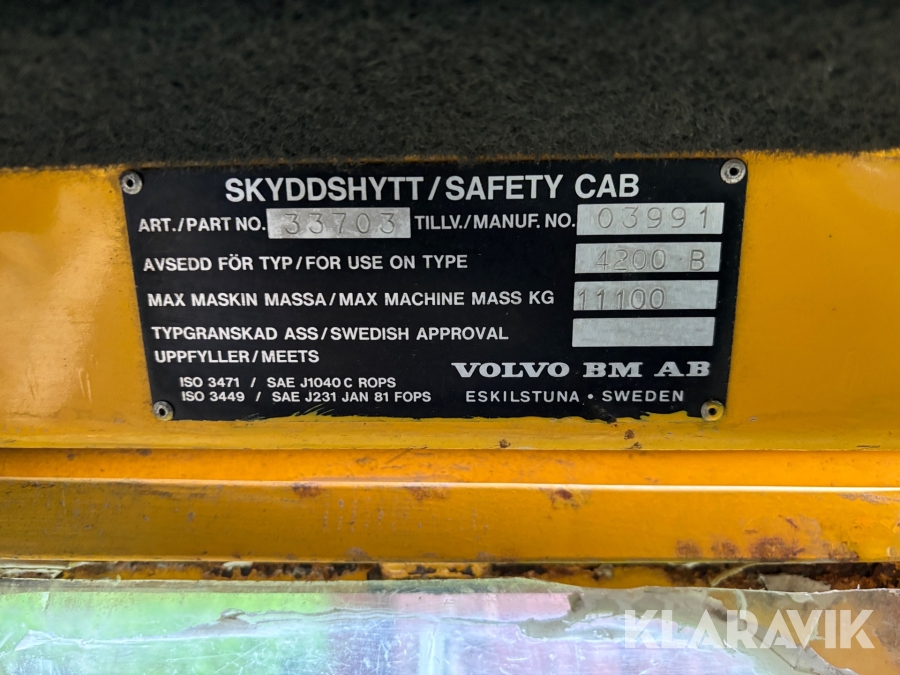 SKYDDSHYTT/SAFETY CAB
ART./PART NO. 33703 TILLV./MANUF. NO. 03991
AVSEDD FÖR TYP/FOR USE ON TYPE 4200 B
MAX MASKIN MASSA/MAX MACHINE MASS KG 11100
TYPGRANSKAD ASS/SWEDISH APPROVAL
UPPFYLLER/MEETS
VOLVO BM AB
ISO 3471 / SAE J1040 C ROPS
ISO 3449 / SAE J231 JAN 81 FOPS
ESKILSTUNA • SWEDEN
KLARAVIK